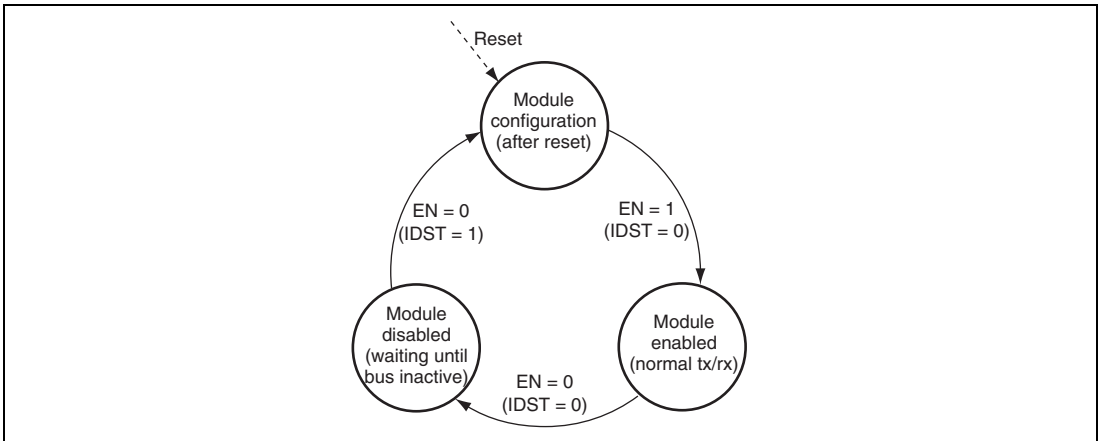 Reset
Module
configuration
(after reset)
EN = 0
(IDST = 1)
EN = 1
(IDST = 0)
Module
disabled
(waiting until
bus inactive)
Module
enabled
(normal tx/rx)
EN = 0
(IDST = 0)